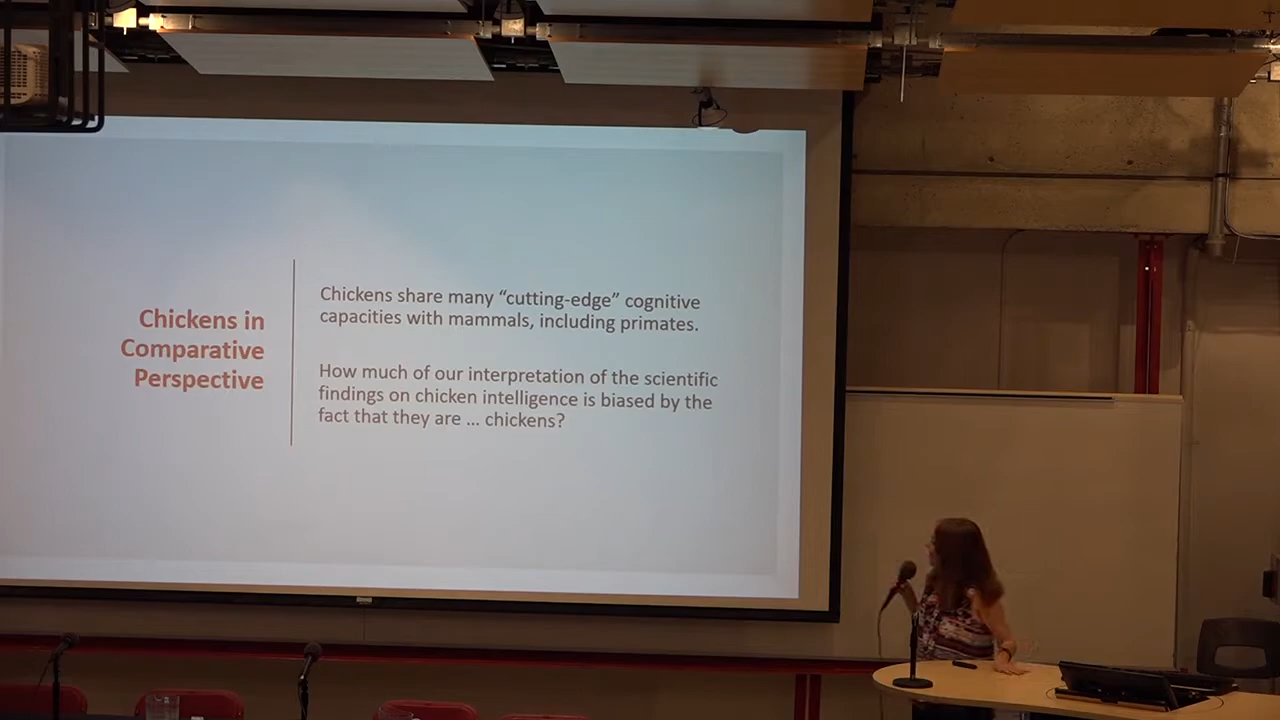 Chickens in
Comparative
Perspective
Chickens share many “cutting-edge” cognitive
capacities with mammals, including primates.
How much of our interpretation of the scientific
findings on chicken intelligence is biased by the
fact that they are ... chickens?